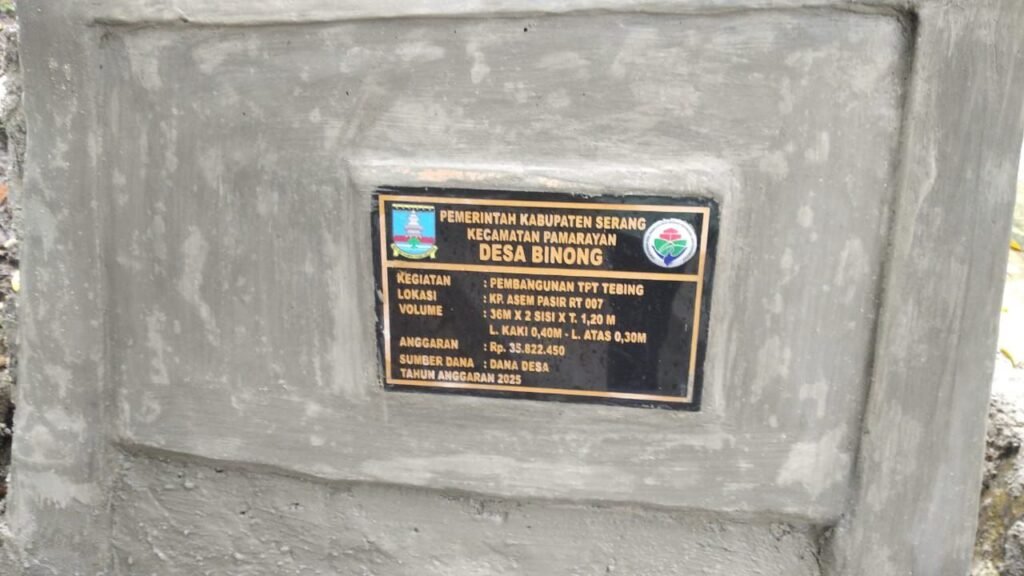 PEMERINTAH KABUPATEN SERANG
KECAMATAN PAMARAYAN
DESA BINONG
KEGIATAN : PEMBANGUNAN TPT TEBING
LOKASI : KP. ASEM PASIR RT 007
VOLUME : 36M X 2 SISI X T. 1,20 M
L. KAKI 0,40M - L. ATAS 0,30M
ANGGARAN : Rp. 35.822.450
SUMBER DANA : DANA DESA
TAHUN ANGGARAN 2025